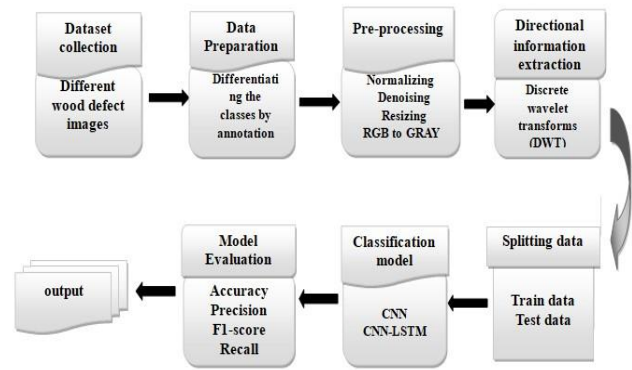 Dataset
collection
Different
wood defect
images
Data
Preparation
Differentiati
ng the
classes by
annotation
Pre-processing
Normalizing
Denoising
Resizing
RGB to GRAY
Directional
information
extraction
Discrete
wavelet
transforms
(DWT)
Splitting data
Train data
Test data
Classification
model
CNN
CNN-LSTM
Model
Evaluation
Accuracy
Precision
F1-score
Recall
output